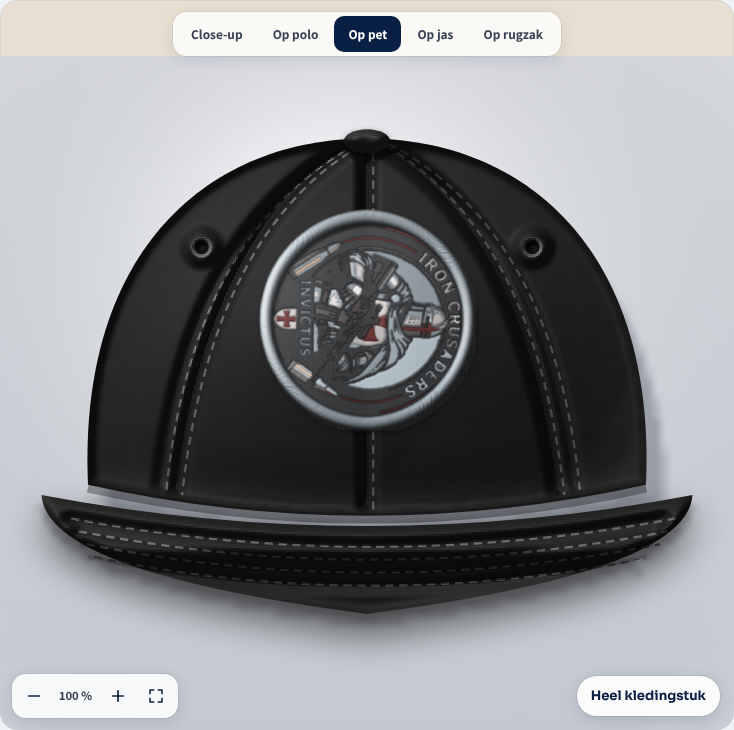 Close-up
Op polo
Op pet
Op jas
Op rugzak
IRON CRUSADERS
INVICTUS
100 %
Heel kledingstuk